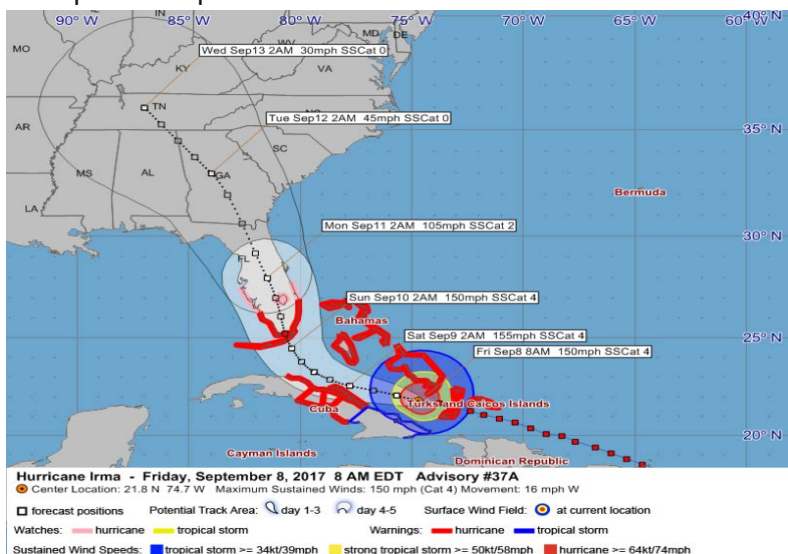 95°W 90°W 85°W 80°W 75°W 70°W 65°W 60°W
40°N
MD DE
MO
Wed Sep13 2AM 30mph SSCat 0
KY
VA
TN
Tue Sep12 2AM 45mph SSCat 0
AR
35°N
SC
MS
AL
GA
Bermuda
LA
Mon Sep11 2AM 105mph SSCat 2
30°N
FL
Sun Sep10 2AM 150mph SSCat 4
Bahamas
Sat Sep9 2AM 155mph SSCat 4
25°N
Fri Sep8 8AM 150mph SSCat 4
Turks and Caicos Islands
Cuba
20°N
Cayman Islands
Dominican Republic
Hurricane Irma - Friday, September 8, 2017 8 AM EDT Advisory #37A
Center Location: 21.8 N 74.7 W Maximum Sustained Winds: 150 mph (Cat 4) Movement: 16 mph W
forecast positions Potential Track Area: day 1-3 day 4-5 Surface Wind Field: at current location
Watches: hurricane tropical storm Warnings: hurricane tropical storm
Sustained Wind Speeds: tropical storm >= 34kt/39mph strong tropical storm >= 50kt/58mph hurricane >= 64kt/74mph